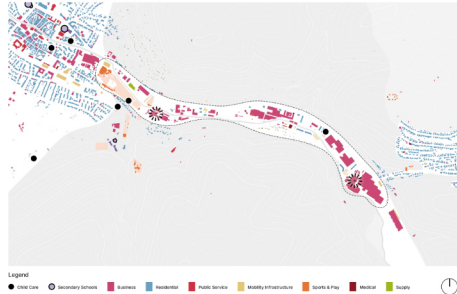 Legend
Child Care Secondary Schools Business Residential Public Service Mobility Infrastructure Sports & Play Medical Supply